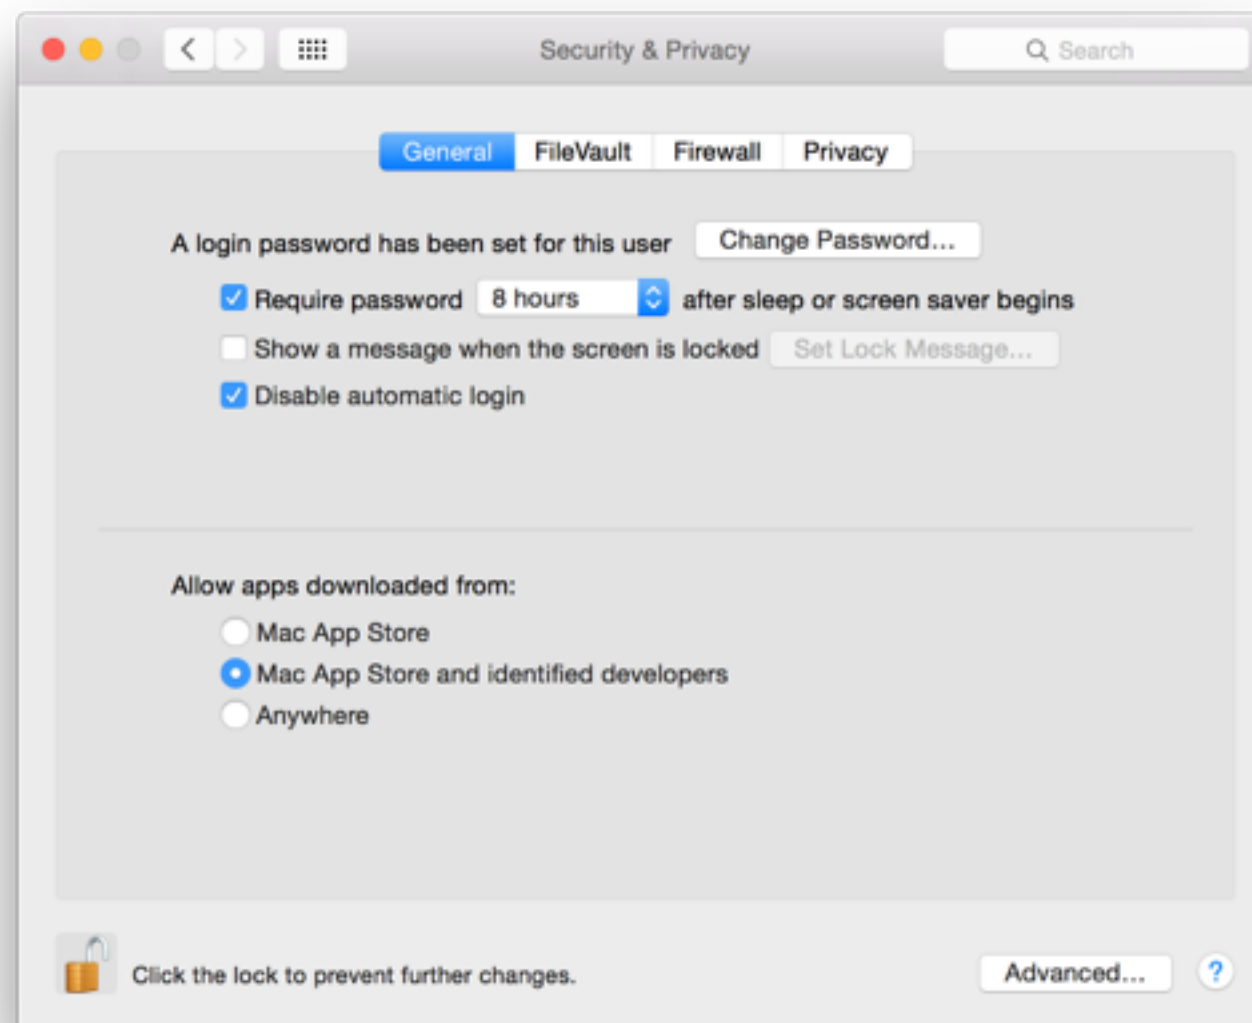 Security & Privacy
Search
General FileVault Firewall Privacy
A login password has been set for this user Change Password...
Require password 8 hours after sleep or screen saver begins
Show a message when the screen is locked Set Lock Message...
Disable automatic login
Allow apps downloaded from:
Mac App Store
Mac App Store and identified developers
Anywhere
Click the lock to prevent further changes.
Advanced... ?